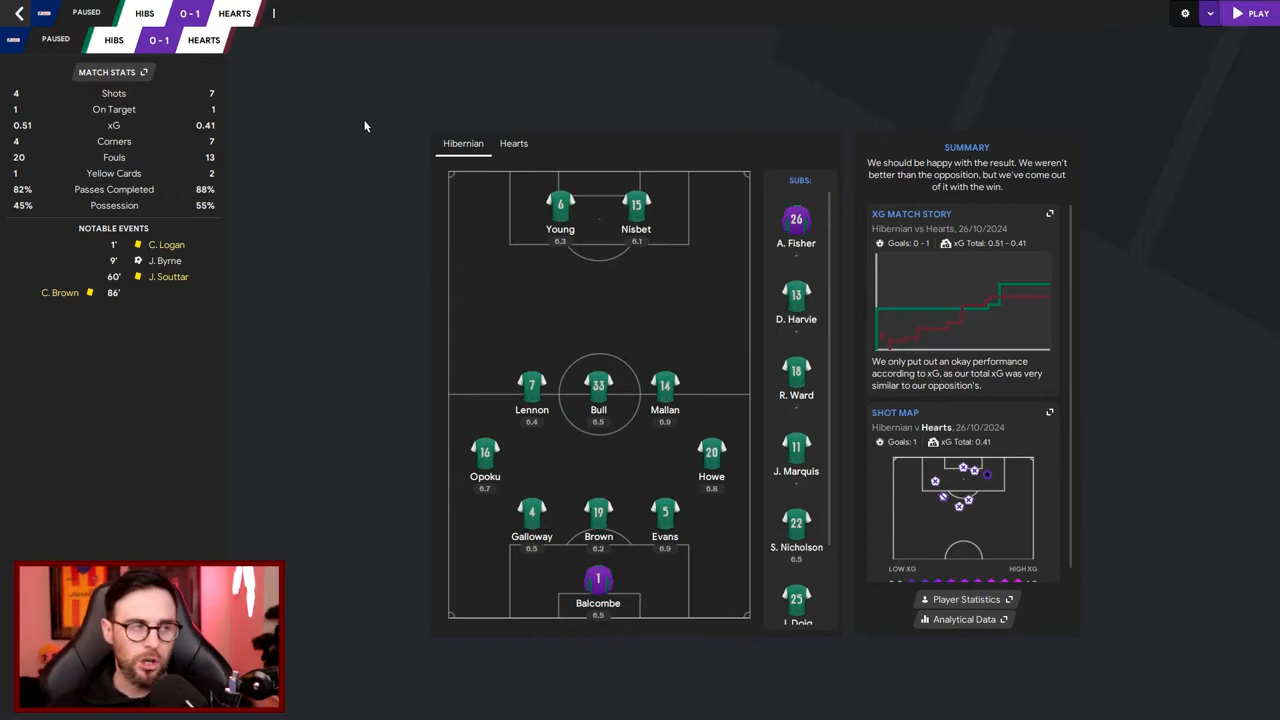 PAUSED HIBS 0 - 1 HEARTS
PLAY
PAUSED HIBS 0 - 1 HEARTS
MATCH STATS
4 Shots 7
1 On Target 1
0.51 xG 0.41
4 Corners 7
20 Fouls 13
1 Yellow Cards 2
82% Passes Completed 88%
45% Possession 55%
NOTABLE EVENTS
1' C. Logan
9' J. Byrne
60' J. Souttar
C. Brown 86'
Hibernian Hearts
6 15
Young Nisbet
6.3 6.1
7 33 14
Lennon Bull Mallan
6.4 6.5 6.9
16 20
Opoku Howe
6.7 6.8
4 19 5
Galloway Brown Evans
6.5 6.2 6.9
1
Balcombe
6.5
SUBS:
26
A. Fisher
-
13
D. Harvie
-
18
R. Ward
-
11
J. Marquis
-
22
S. Nicholson
6.5
25
SUMMARY
We should be happy with the result. We weren't
better than the opposition, but we've come
out of it with the win.
XG MATCH STORY
Hibernian vs Hearts, 26/10/2024
Goals: 0 - 1 xG Total: 0.51 - 0.41
We only put out an okay performance
according to xG, as our total xG was very
similar to our opposition's.
SHOT MAP
Hibernian v Hearts, 26/10/2024
Goals: 1 xG Total: 0.41
LOW XG HIGH XG
Player Statistics
Analytical Data